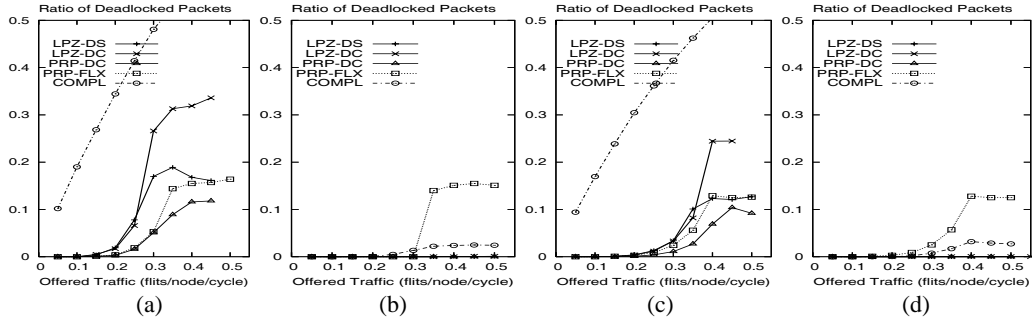 Ratio of Deadlocked Packets
0.5
0.4
0.3
0.2
0.1
0
LPZ-DS
LPZ-DC
PRP-DC
PRP-FLX
COMPL
0 0.1 0.2 0.3 0.4 0.5
Offered Traffic (flits/node/cycle)
(a)
Ratio of Deadlocked Packets
0.5
0.4
0.3
0.2
0.1
0
LPZ-DS
LPZ-DC
PRP-DC
PRP-FLX
COMPL
0 0.1 0.2 0.3 0.4 0.5
Offered Traffic (flits/node/cycle)
(b)
Ratio of Deadlocked Packets
0.5
0.4
0.3
0.2
0.1
0
LPZ-DS
LPZ-DC
PRP-DC
PRP-FLX
COMPL
0 0.1 0.2 0.3 0.4 0.5
Offered Traffic (flits/node/cycle)
(c)
Ratio of Deadlocked Packets
0.5
0.4
0.3
0.2
0.1
0
LPZ-DS
LPZ-DC
PRP-DC
PRP-FLX
COMPL
0 0.1 0.2 0.3 0.4 0.5
Offered Traffic (flits/node/cycle)
(d)